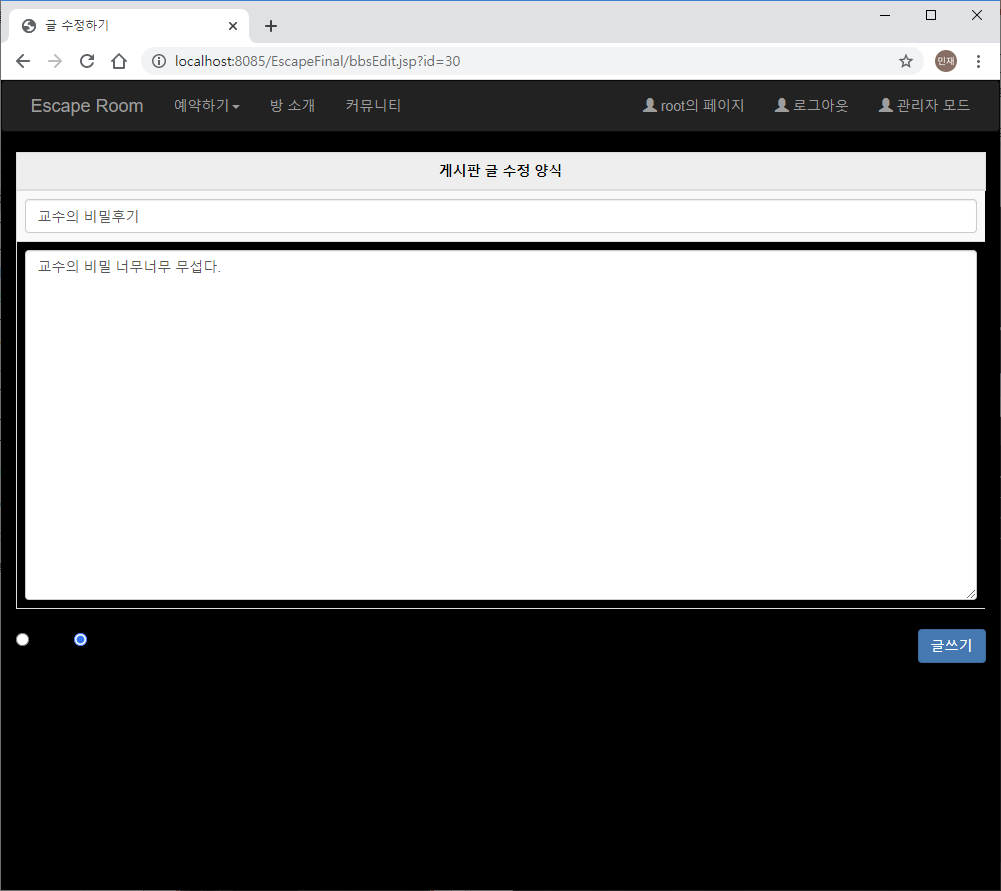 글 수정하기
localhost:8085/EscapeFinal/bbsEdit.jsp?id=30
민재
Escape Room 예약하기 방 소개 커뮤니티 root의 페이지 로그아웃 관리자 모드
게시판 글 수정 양식
교수의 비밀후기
교수의 비밀 너무너무 무섭다.
글쓰기